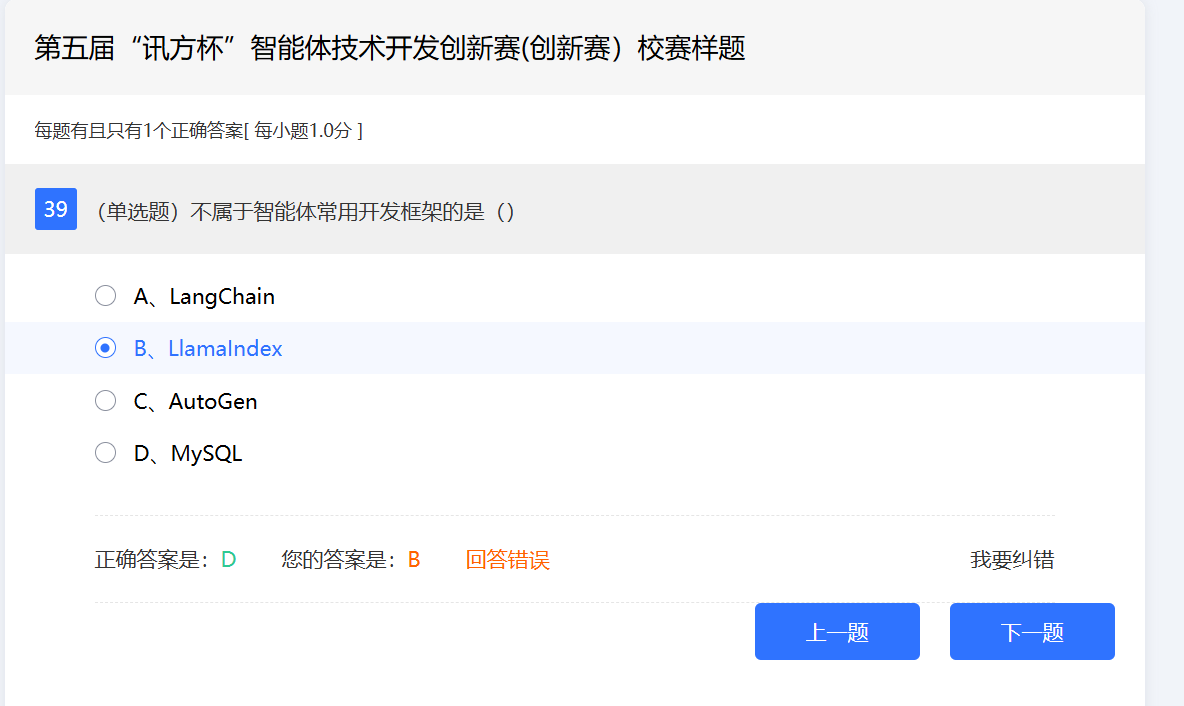 第五届“讯方杯”智能体技术开发创新赛(创新赛）校赛样题
每题有且只有1个正确答案[ 每小题1.0分 ]
39 （单选题）不属于智能体常用开发框架的是（）
A、LangChain
B、LlamaIndex
C、AutoGen
D、MySQL
正确答案是：D 您的答案是：B 回答错误 我要纠错
上一题 下一题